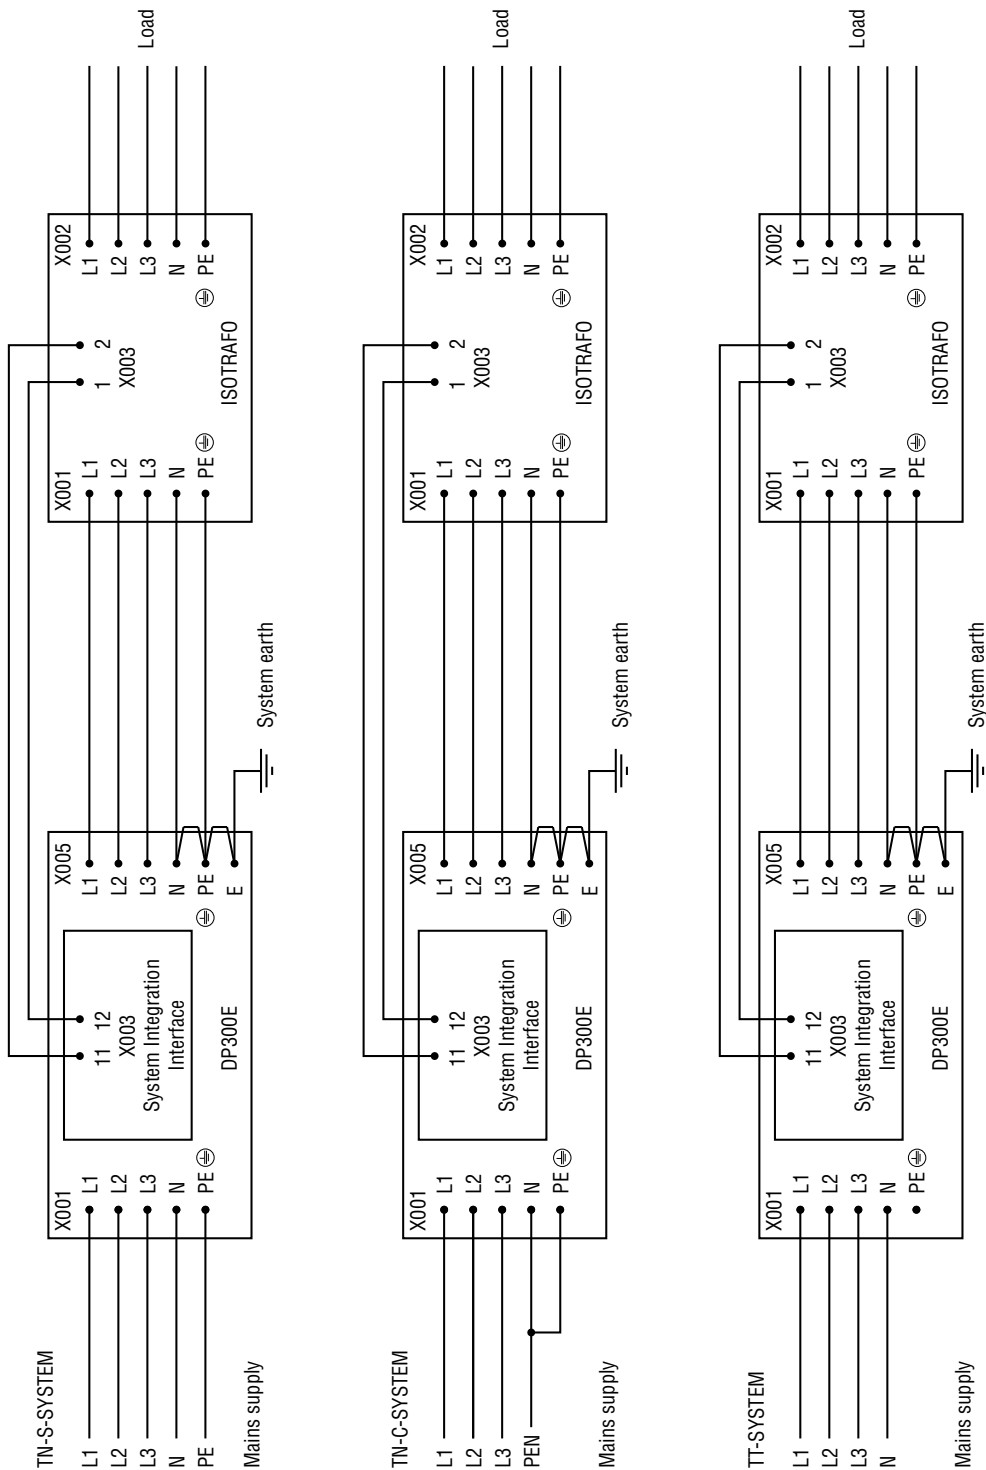 TN-S-SYSTEM
L1
L2
L3
N
PE
Mains supply
X001
L1
L2
L3
N
PE
11 12
X003
System Integration
Interface
DP300E
X005
L1
L2
L3
N
PE
E
System earth
X001
L1
L2
L3
N
PE
1 2
X003
ISOTRAFO
X002
L1
L2
L3
N
PE
Load
TN-C-SYSTEM
L1
L2
L3
PEN
Mains supply
X001
L1
L2
L3
N
PE
11 12
X003
System Integration
Interface
DP300E
X005
L1
L2
L3
N
PE
E
System earth
X001
L1
L2
L3
N
PE
1 2
X003
ISOTRAFO
X002
L1
L2
L3
N
PE
Load
TT-SYSTEM
L1
L2
L3
N
Mains supply
X001
L1
L2
L3
N
PE
11 12
X003
System Integration
Interface
DP300E
X005
L1
L2
L3
N
PE
E
System earth
X001
L1
L2
L3
N
PE
1 2
X003
ISOTRAFO
X002
L1
L2
L3
N
PE
Load